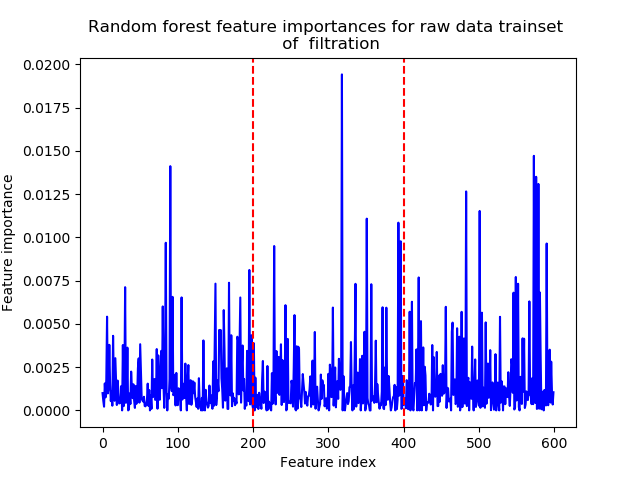 Random forest feature importances for raw data trainset
of  filtration
0.0200
0.0175
0.0150
0.0125
0.0100
0.0075
0.0050
0.0025
0.0000
Feature importance
0 100 200 300 400 500 600
Feature index